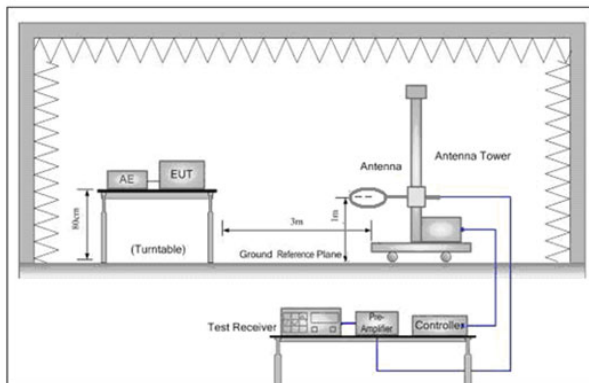 Antenna Tower
Antenna
AE
EUT
80cm
3m
1m
(Turntable)
Ground Reference Plane
Test Receiver
Pre-
Amplifier
Controller